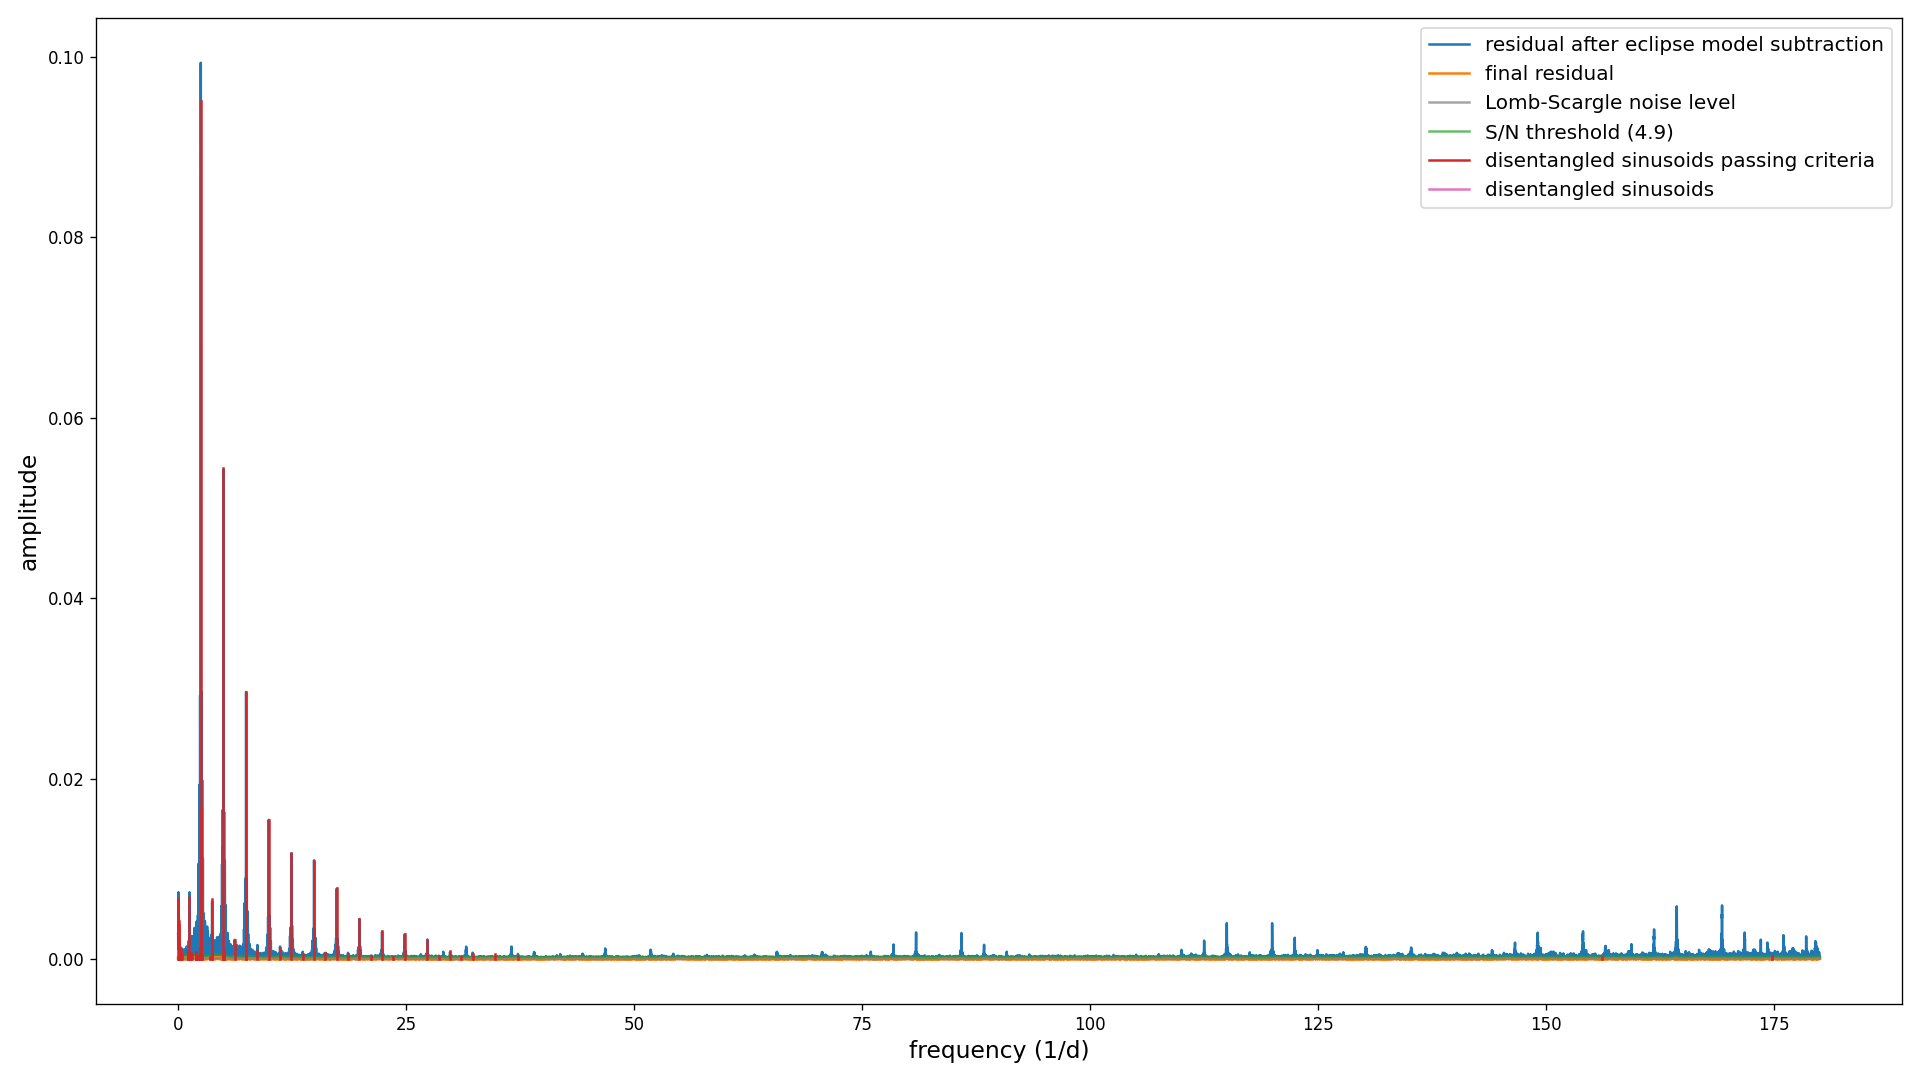 residual after eclipse model subtraction
final residual
Lomb-Scargle noise level
S/N threshold (4.9)
disentangled sinusoids passing criteria
disentangled sinusoids
0.10
0.08
0.06
0.04
0.02
0.00
amplitude
0 25 50 75 100 125 150 175
frequency (1/d)